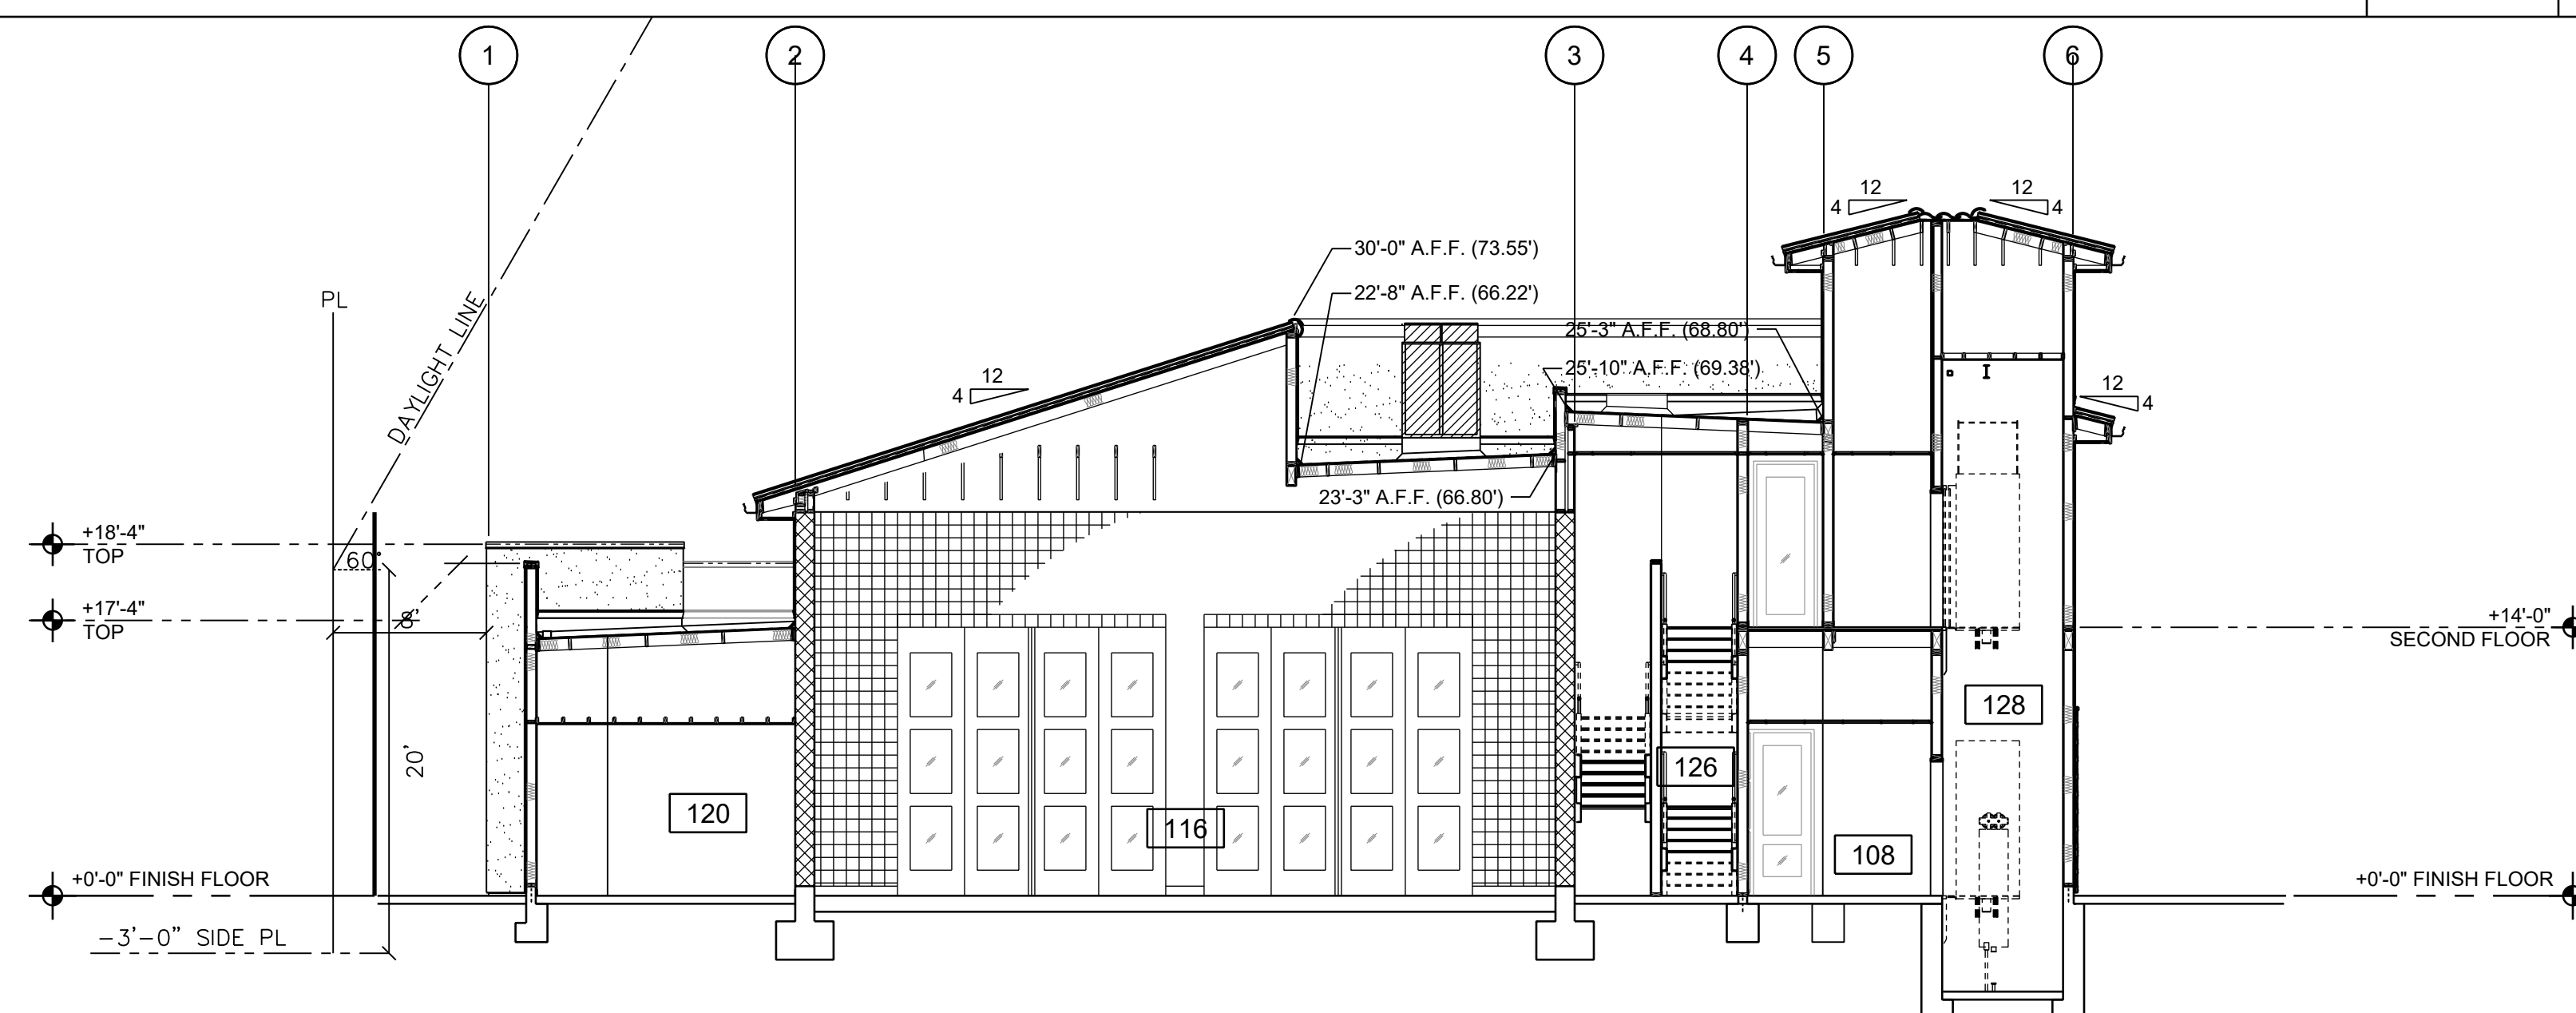 1
2
3
4
5
6
12
4
12
4
30'-0" A.F.F. (73.55')
22'-8" A.F.F. (66.22')
PL
DAYLIGHT LINE
25'-3" A.F.F. (68.80')
25'-10" A.F.F. (69.38')
12
4
12
4
23'-3" A.F.F. (66.80')
+18'-4"
TOP
60°
+17'-4"
TOP
8'
+14'-0"
SECOND FLOOR
128
20'
126
120
116
108
+0'-0" FINISH FLOOR
+0'-0" FINISH FLOOR
-3'-0" SIDE PL